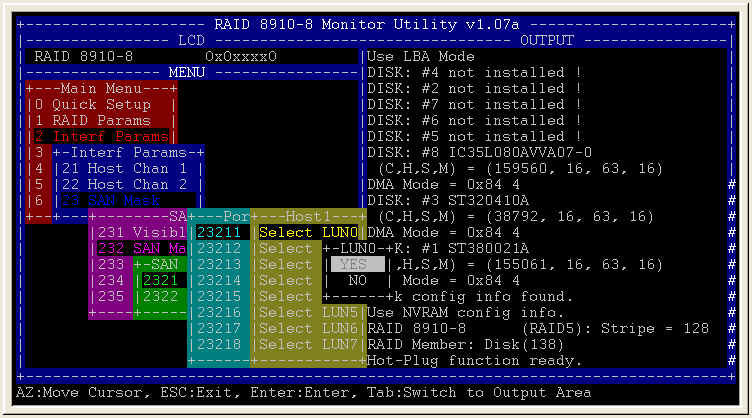 RAID 8910-8 Monitor Utility v1.07a
LCD OUTPUT
RAID 8910-8 0x0xxxx0 Use LBA Mode
MENU DISK: #4 not installed !
Main Menu DISK: #2 not installed !
0 Quick Setup DISK: #7 not installed !
1 RAID Params DISK: #6 not installed !
2 Interf Params DISK: #5 not installed !
3 Interf Params DISK: #8 IC35L080AVVA07-0
4 21 Host Chan 1 (C,H,S,M) = (159560, 16, 63, 16)
5 22 Host Chan 2 DMA Mode = 0x84 4 #
6 23 SAN Mask DISK: #3 ST320410A #
SA Por Host1 (C,H,S,M) = (38792, 16, 63, 16) #
231 Visibl 23211 Select LUN0 DMA Mode = 0x84 4 #
232 SAN Ma 23212 Select LUN0 K: #1 ST380021A #
233 SAN 23213 Select YES ,H,S,M) = (155061, 16, 63, 16) #
234 2321 23214 Select NO Mode = 0x84 4 #
235 2322 23215 Select k config info found. #
23216 Select LUN5 Use NVRAM config info. #
23217 Select LUN6 RAID 8910-8 (RAID5): Stripe = 128 #
23218 Select LUN7 RAID Member: Disk(138) #
Hot-Plug function ready. #
AZ:Move Cursor, ESC:Exit, Enter:Enter, Tab:Switch to Output Area